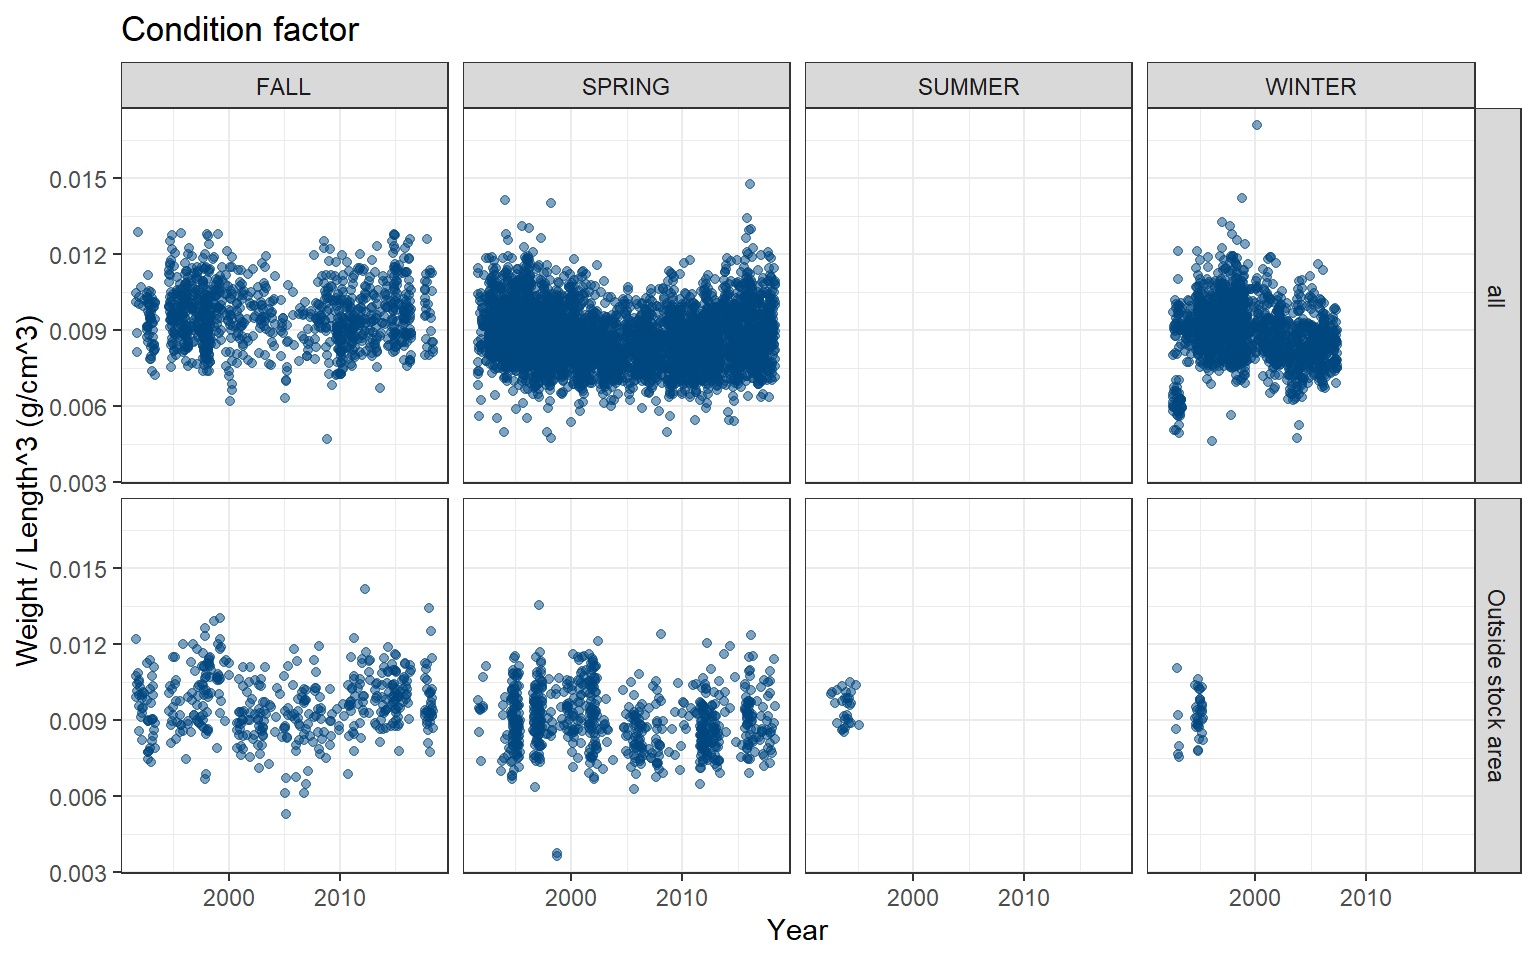 Condition factor
FALL
SPRING
SUMMER
WINTER
Weight / Length^3 (g/cm^3)
0.015
0.012
0.009
0.006
0.003
all
0.015
0.012
0.009
0.006
0.003
Outside stock area
2000
2010
2000
2010
2000
2010
2000
2010
Year